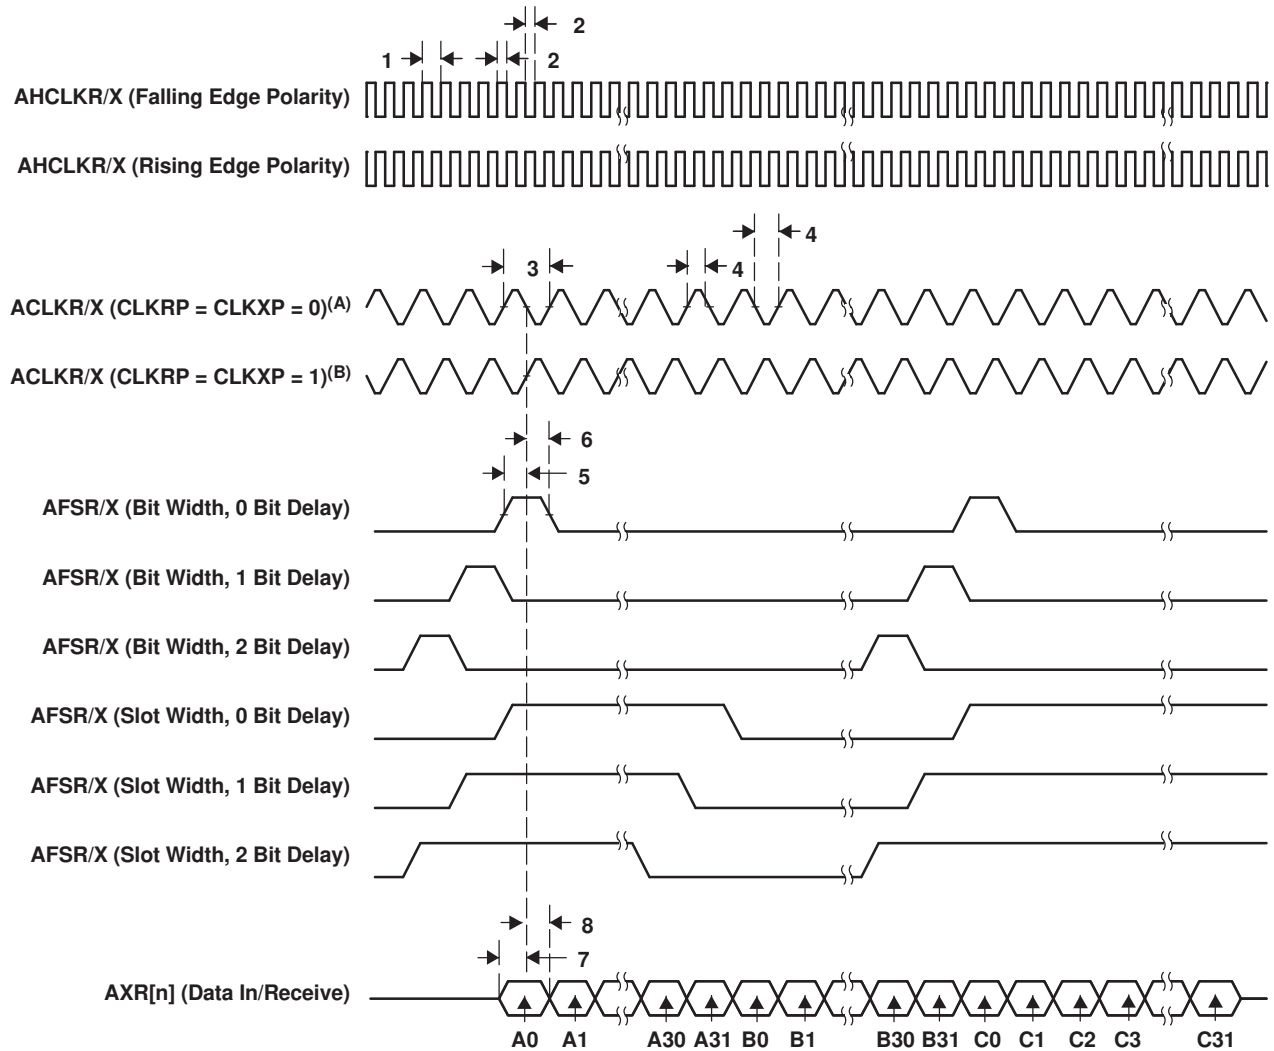 2
1
2
AHCLKR/X (Falling Edge Polarity)
AHCLKR/X (Rising Edge Polarity)
4
3
4
ACLKR/X (CLKRP = CLKXP = 0)(A)
ACLKR/X (CLKRP = CLKXP = 1)(B)
6
5
AFSR/X (Bit Width, 0 Bit Delay)
AFSR/X (Bit Width, 1 Bit Delay)
AFSR/X (Bit Width, 2 Bit Delay)
AFSR/X (Slot Width, 0 Bit Delay)
AFSR/X (Slot Width, 1 Bit Delay)
AFSR/X (Slot Width, 2 Bit Delay)
8
7
AXR[n] (Data In/Receive)
A0 A1 A30 A31 B0 B1 B30 B31 C0 C1 C2 C3 C31